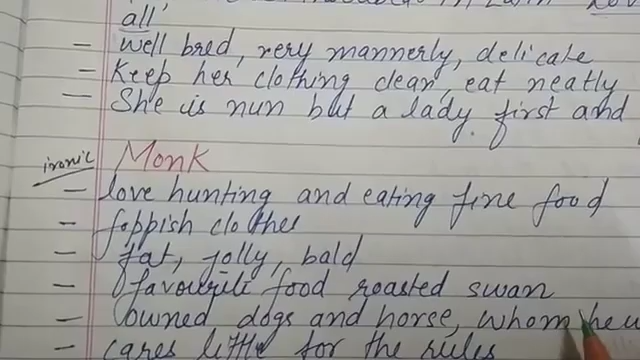 all'
- well bred, very mannerly, delicate
- Keep her clothing clean, eat neatly
- She is nun but a lady first and
ironic Monk
- love hunting and eating fine food
- foppish clothes
- fat, jolly, bald
- favourite food roasted swan
- owned dogs and horse, whom he
- cares little for the rules